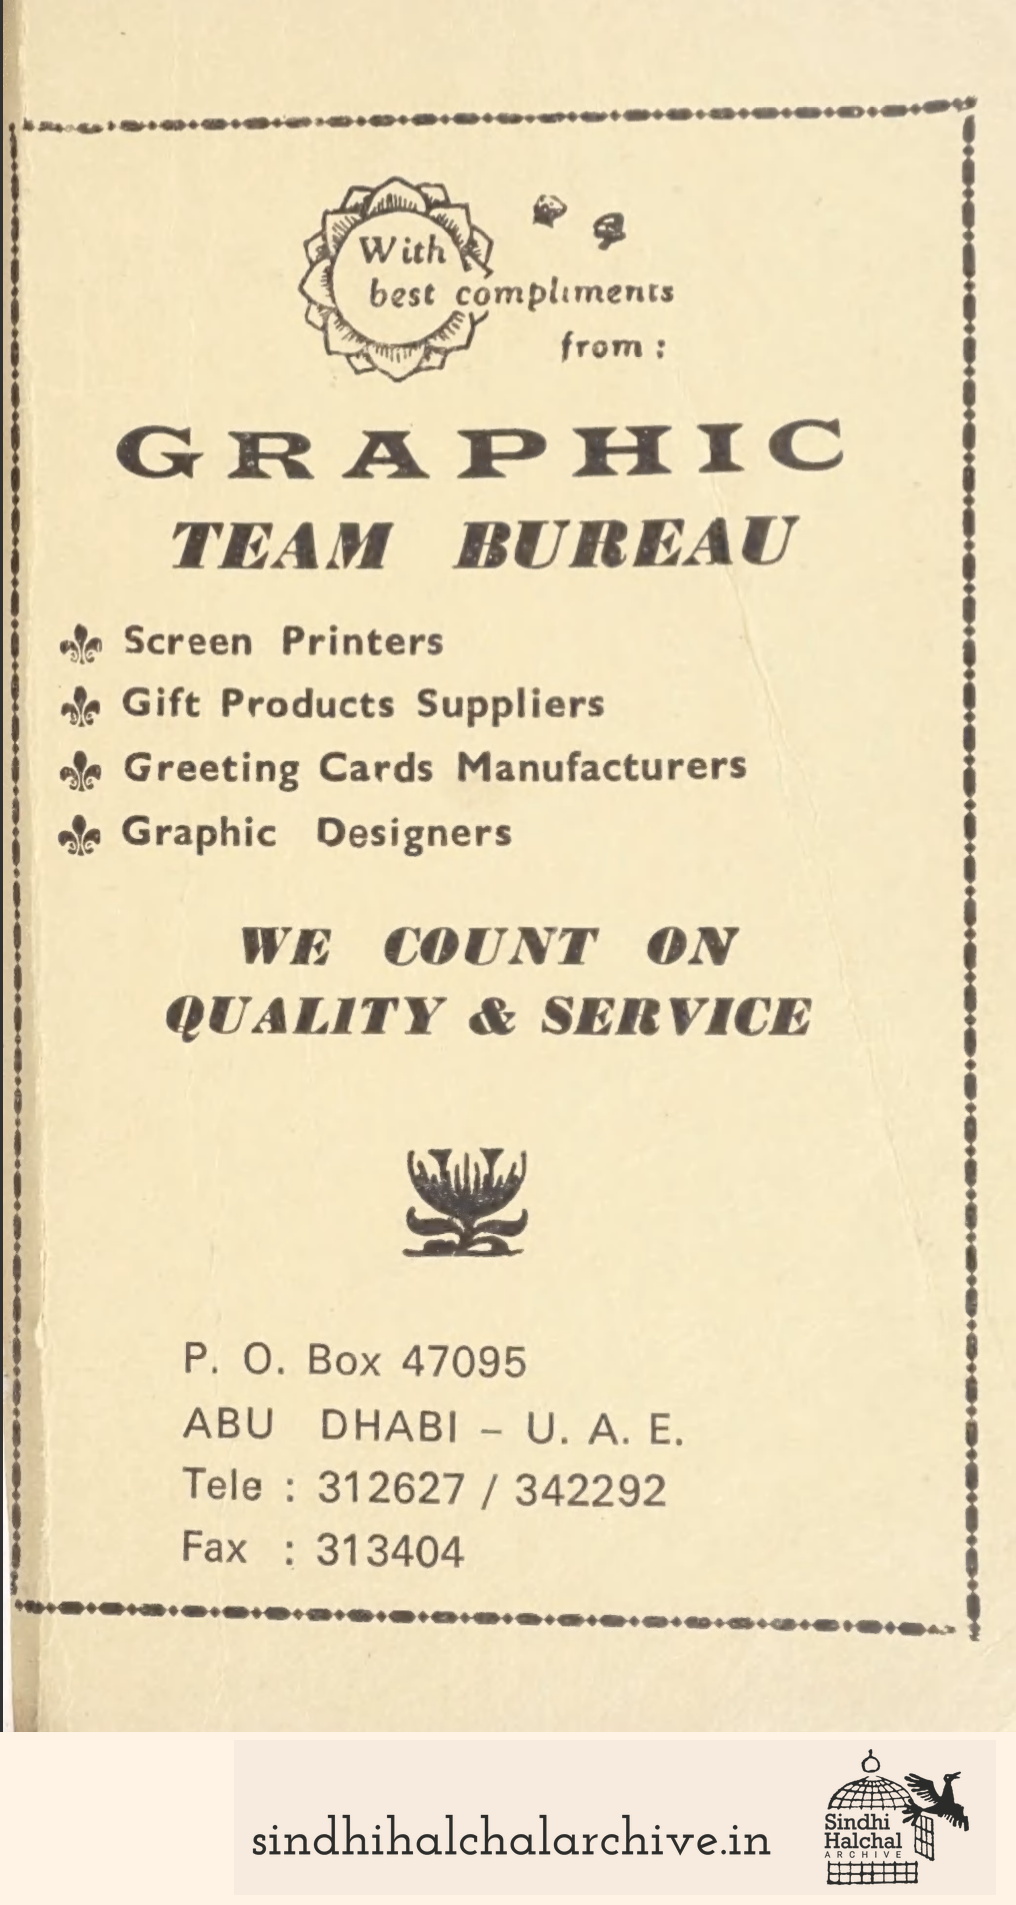 With
best compliments
from :
GRAPHIC
TEAM BUREAU
Screen Printers
Gift Products Suppliers
Greeting Cards Manufacturers
Graphic Designers
WE COUNT ON
QUALITY & SERVICE
P. O. Box 47095
ABU DHABI – U. A. E.
Tele : 312627 / 342292
Fax : 313404
sindhihalchalarchive.in
Sindhi
Halchal
ARCHIVE